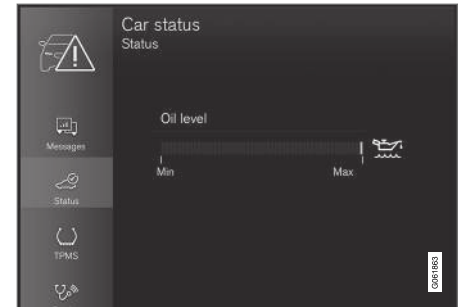 Car status
Status
Oil level
Min
Max
Messages
Status
TPMS
G061863